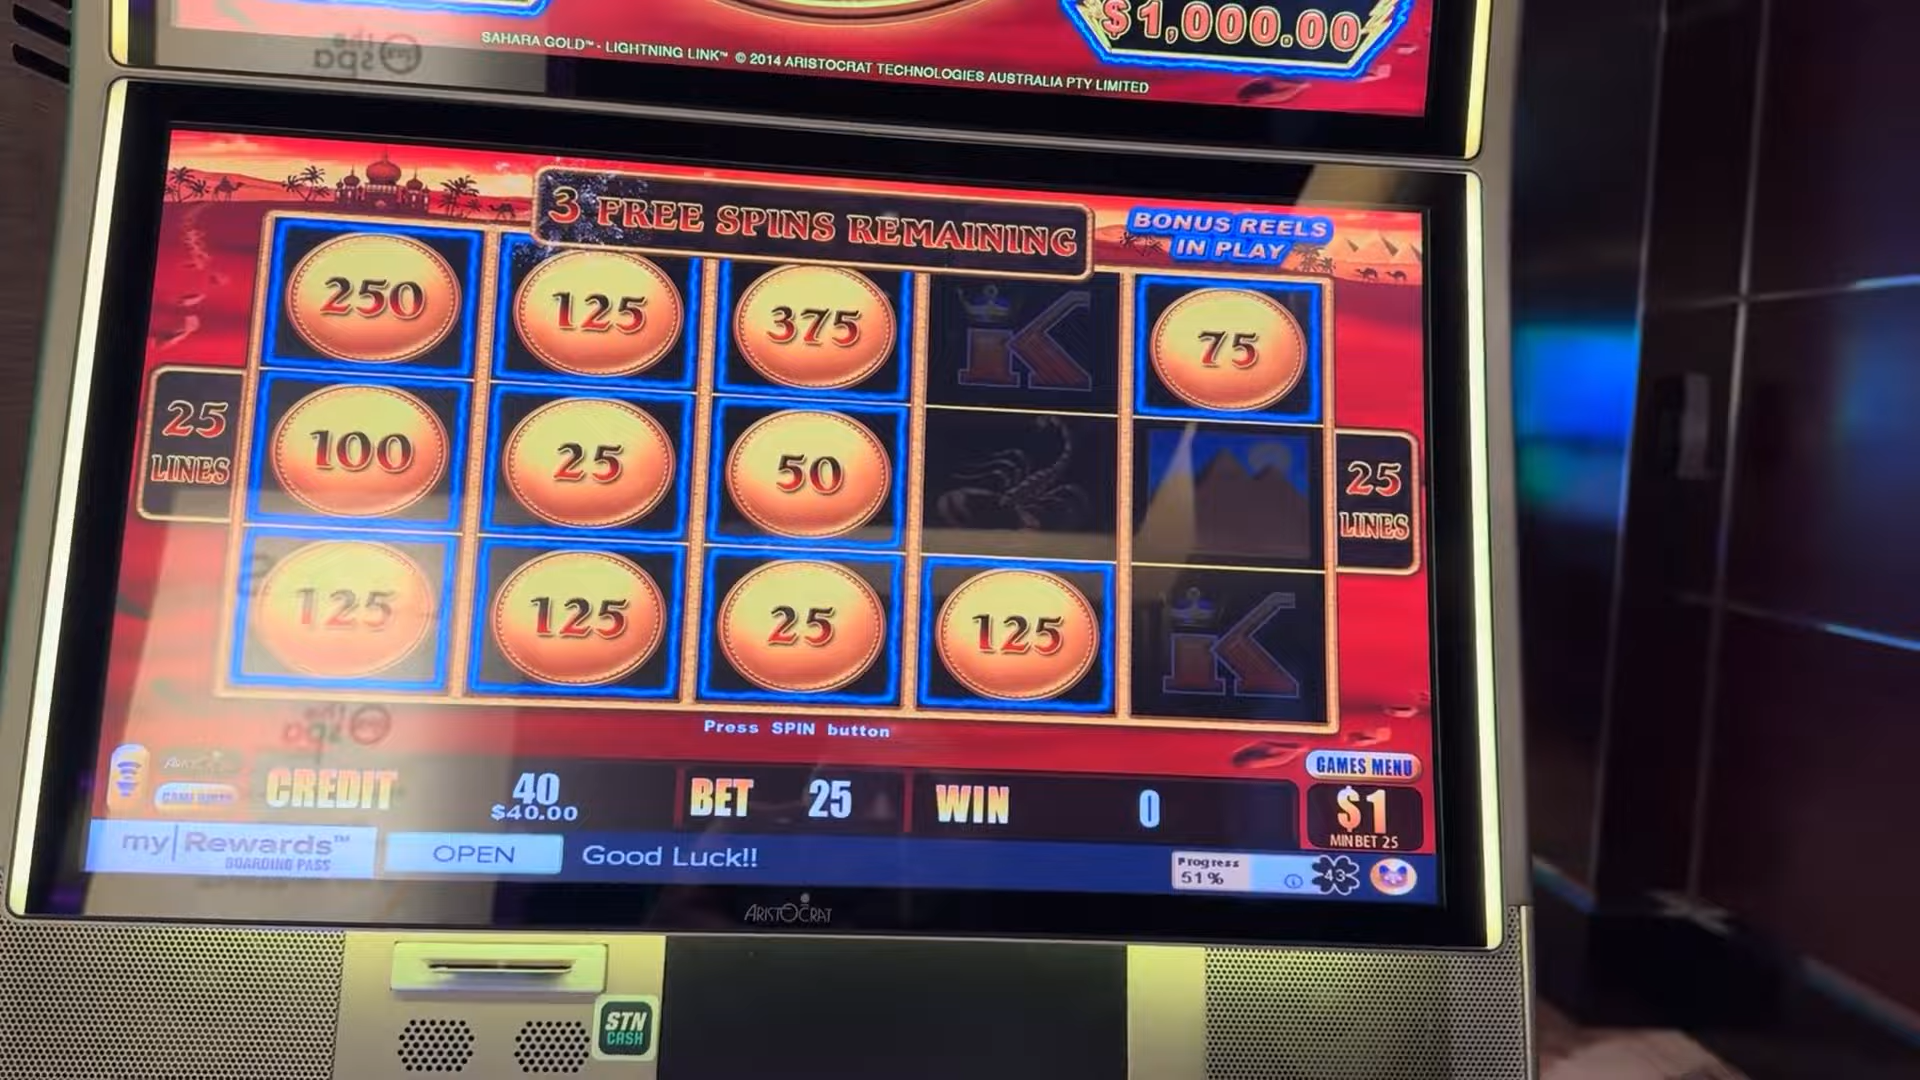 $1,000.00
SAHARA GOLD™ - LIGHTNING LINK™ © 2014 ARISTOCRAT TECHNOLOGIES AUSTRALIA PTY LIMITED
3 FREE SPINS REMAINING
BONUS REELS
IN PLAY
250
125
375
K
75
25
LINES
100
25
50
25
LINES
125
125
25
125
K
Press SPIN button
GAMES MENU
CREDIT
40
$40.00
BET
25
WIN
0
$1
MIN BET 25
my|Rewards™
BOARDING PASS
OPEN
Good Luck!!
Progress
51%
43
ARISTOCRAT
STN
CASH